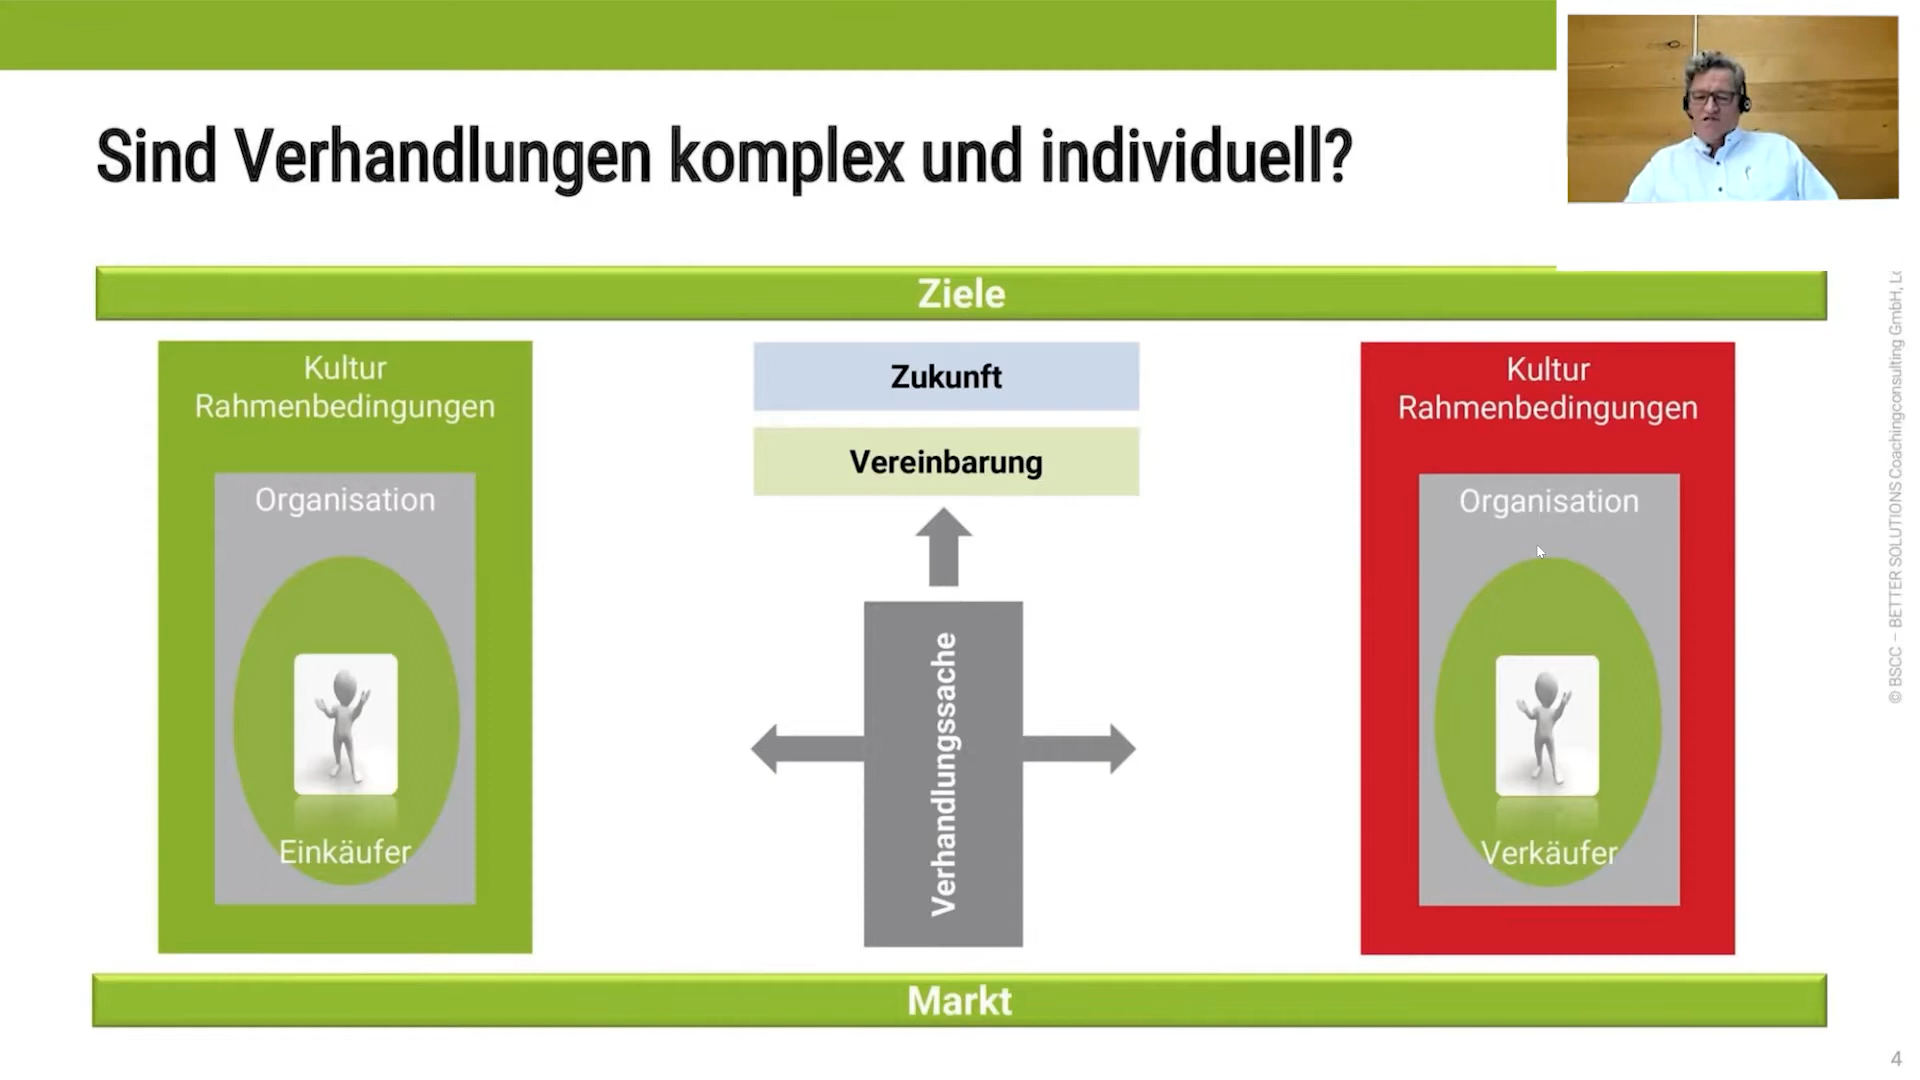 Sind Verhandlungen komplex und individuell?
Ziele
Kultur
Rahmenbedingungen
Organisation
Einkäufer
Zukunft
Vereinbarung
Verhandlungssache
Kultur
Rahmenbedingungen
Organisation
Verkäufer
Markt
© BSCC – BETTER SOLUTIONS Coachingconsulting GmbH,
4